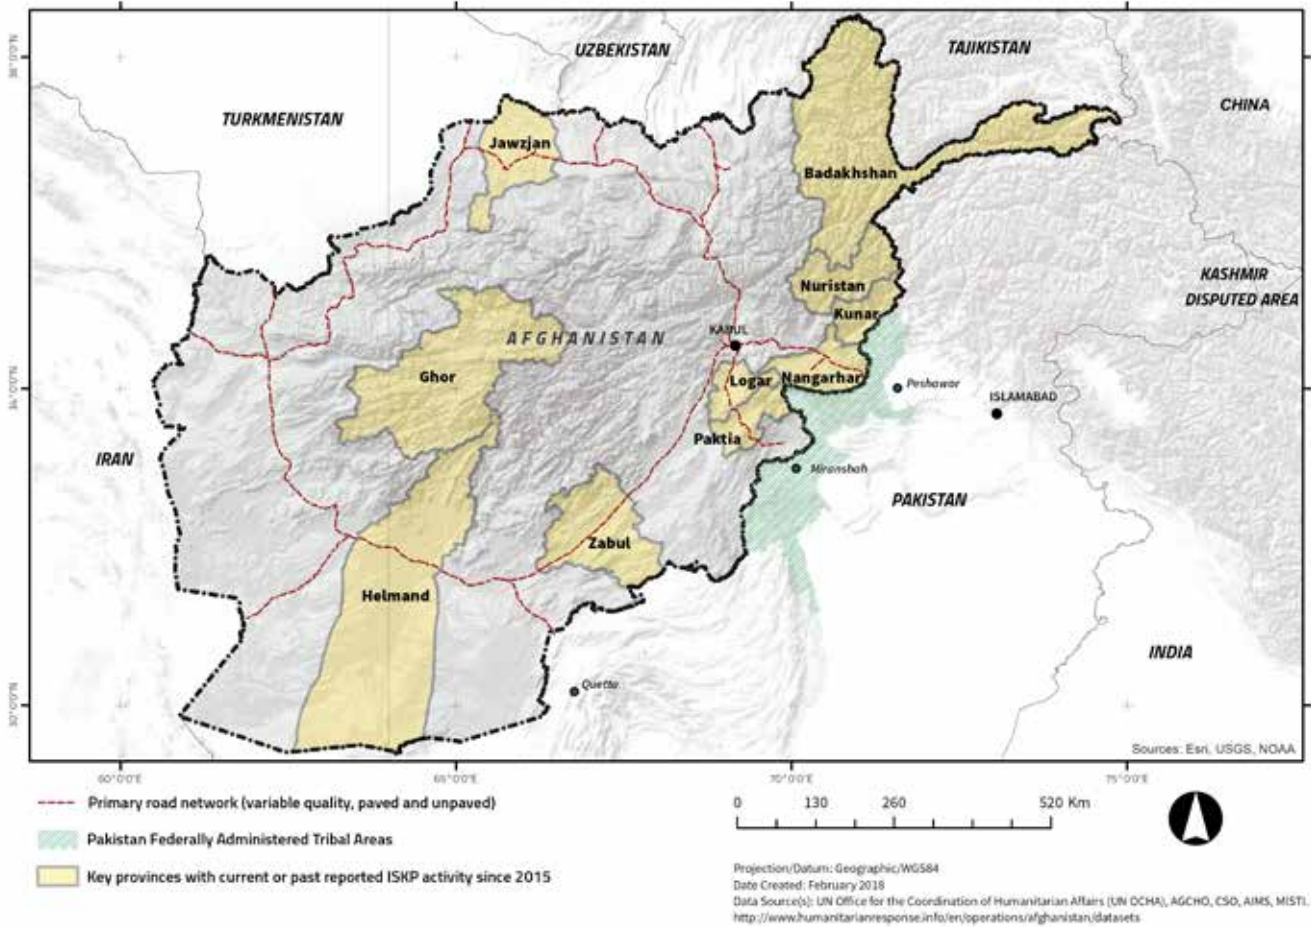 UZBEKISTAN
TAJIKISTAN
CHINA
TURKMENISTAN
Jawzjan
Badakhshan
KASHMIR
DISPUTED AREA
Nuristan
Kunar
KABUL
AFGHANISTAN
Ghor
Logar
Nangarhar
Peshawar
ISLAMABAD
Paktia
IRAN
Miranshah
PAKISTAN
Zabul
Helmand
INDIA
Quetta
Sources: Esri, USGS, NOAA
60°0'0"E
65°0'0"E
70°0'0"E
75°0'0"E
Primary road network (variable quality, paved and unpaved)
0 130 260 520 Km
Pakistan Federally Administered Tribal Areas
Key provinces with current or past reported ISKP activity since 2015
Projection/Datum: Geographic/WGS84
Date Created: February 2018
Data Source(s): UN Office for the Coordination of Humanitarian Affairs (UN OCHA), AGCHO, CSO, AIMS, MISTI.
http://www.humanitarianresponse.info/en/operations/afghanistan/datasets